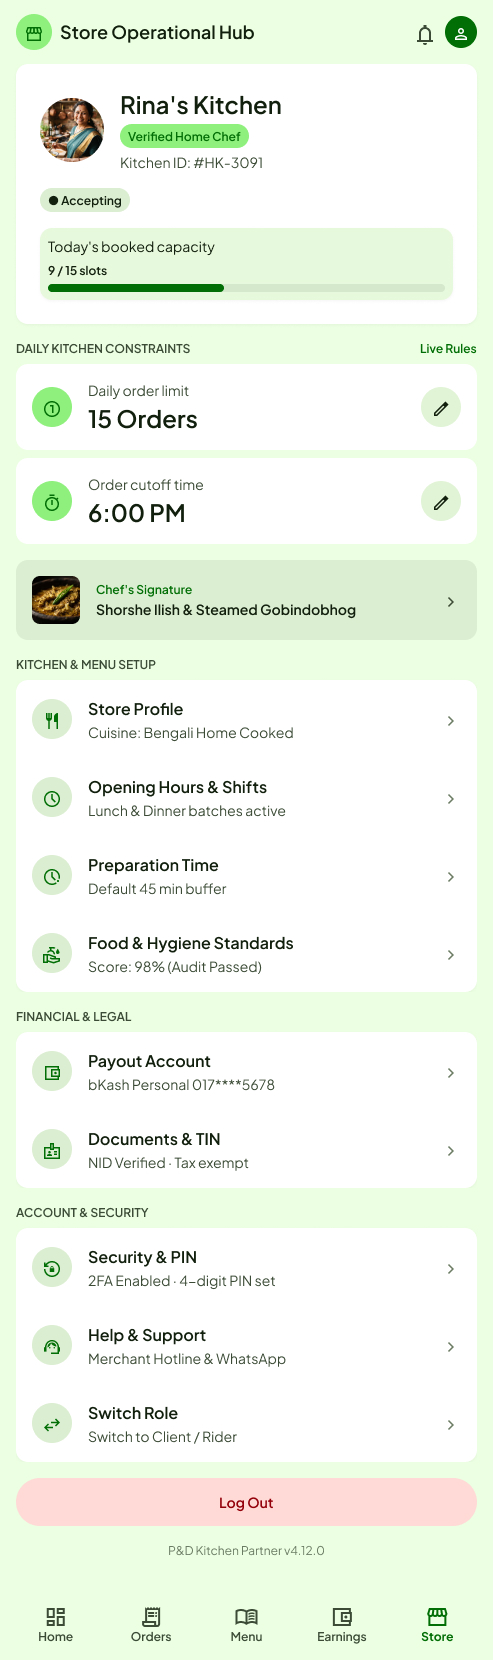 Store Operational Hub
Rina's Kitchen
Verified Home Chef
Kitchen ID: #HK-3091
Accepting
Today's booked capacity
9 / 15 slots
DAILY KITCHEN CONSTRAINTS
Live Rules
Daily order limit
15 Orders
Order cutoff time
6:00 PM
Chef's Signature
Shorshe Ilish & Steamed Gobindobhog
KITCHEN & MENU SETUP
Store Profile
Cuisine: Bengali Home Cooked
Opening Hours & Shifts
Lunch & Dinner batches active
Preparation Time
Default 45 min buffer
Food & Hygiene Standards
Score: 98% (Audit Passed)
FINANCIAL & LEGAL
Payout Account
bKash Personal 017****5678
Documents & TIN
NID Verified · Tax exempt
ACCOUNT & SECURITY
Security & PIN
2FA Enabled · 4-digit PIN set
Help & Support
Merchant Hotline & WhatsApp
Switch Role
Switch to Client / Rider
Log Out
P&D Kitchen Partner v4.12.0
Home
Orders
Menu
Earnings
Store